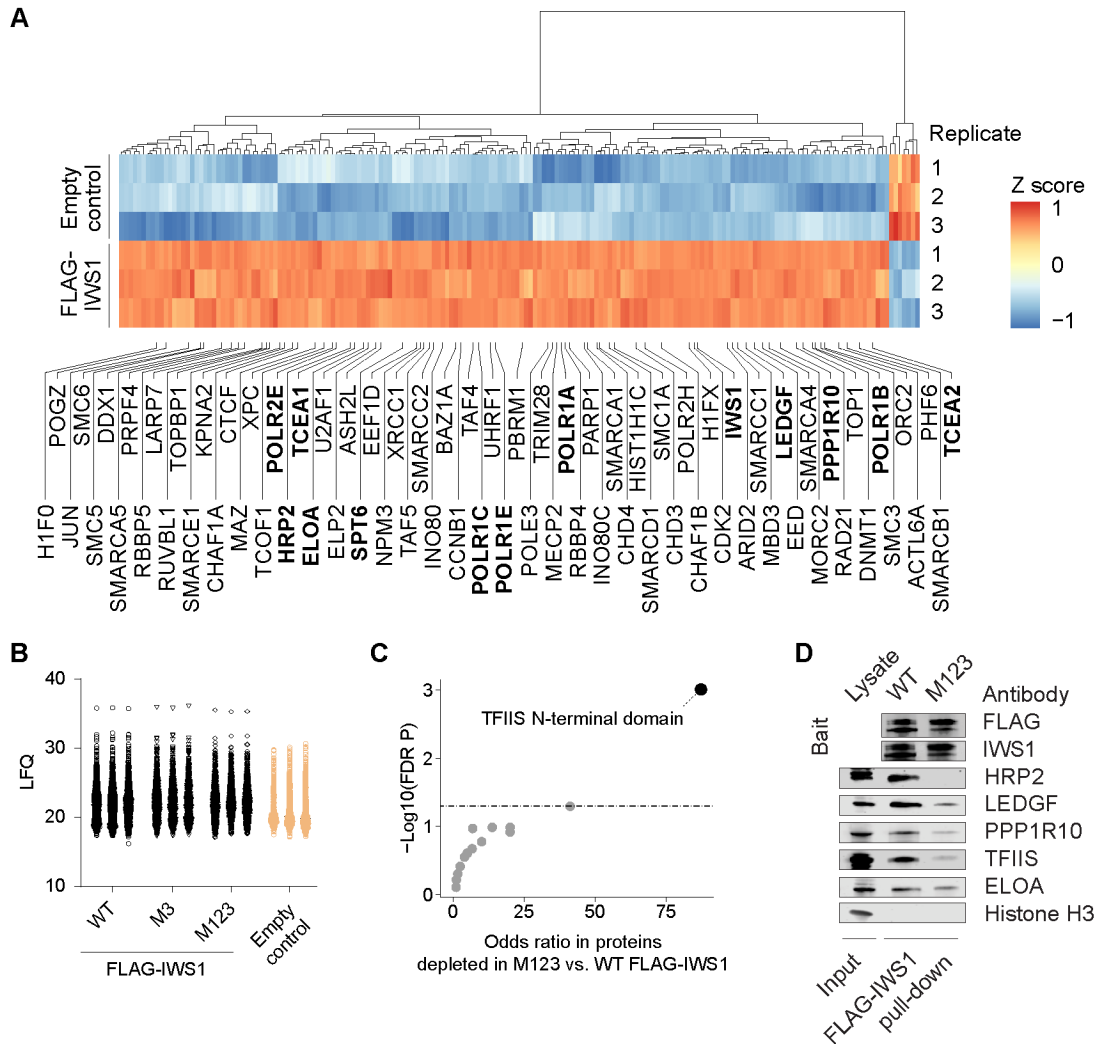 A
Replicate
Empty control
1
2
3
FLAG-IWS1
1
2
3
Z score
1
0
−1
POGZ
SMC6
DDX1
PRPF4
LARP7
TOPBP1
KPNA2
CTCF
XPC
POLR2E
TCEA1
U2AF1
ASH2L
EEF1D
XRCC1
SMARCC2
BAZ1A
TAF4
UHRF1
PBRM1
TRIM28
POLR1A
PARP1
SMARCA1
HIST1H1C
SMC1A
POLR2H
H1FX
IWS1
SMARCC1
LEDGF
SMARCA4
PPP1R10
TOP1
POLR1B
ORC2
PHF6
TCEA2
H1F0
JUN
SMC5
SMARCA5
RBBP5
RUVBL1
SMARCE1
CHAF1A
MAZ
TCOF1
HRP2
ELOA
ELP2
SPT6
NPM3
TAF5
INO80
CCNB1
POLR1C
POLR1E
POLE3
MECP2
RBBP4
INO80C
CHD4
SMARCD1
CHD3
CHAF1B
CDK2
ARID2
MBD3
EED
MORC2
RAD21
DNMT1
SMC3
ACTL6A
SMARCB1
B
LFQ
40
30
20
10
WT
M3
M123
Empty control
FLAG-IWS1
C
−Log10(FDR P)
3
2
1
0
TFIIS N-terminal domain
0
25
50
75
Odds ratio in proteins
depleted in M123 vs. WT FLAG-IWS1
D
Lysate
WT
M123
Antibody
Bait
FLAG
IWS1
HRP2
LEDGF
PPP1R10
TFIIS
ELOA
Histone H3
Input
FLAG-IWS1
pull-down